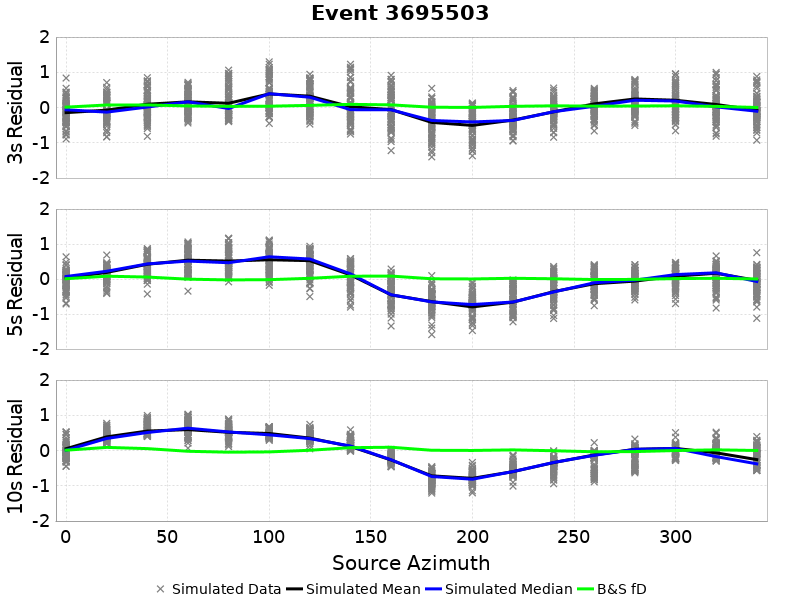 Event 3695503
3s Residual
2
1
0
-1
-2
5s Residual
2
1
0
-1
-2
10s Residual
2
1
0
-1
-2
0 50 100 150 200 250 300
Source Azimuth
Simulated Data Simulated Mean Simulated Median B&S fD